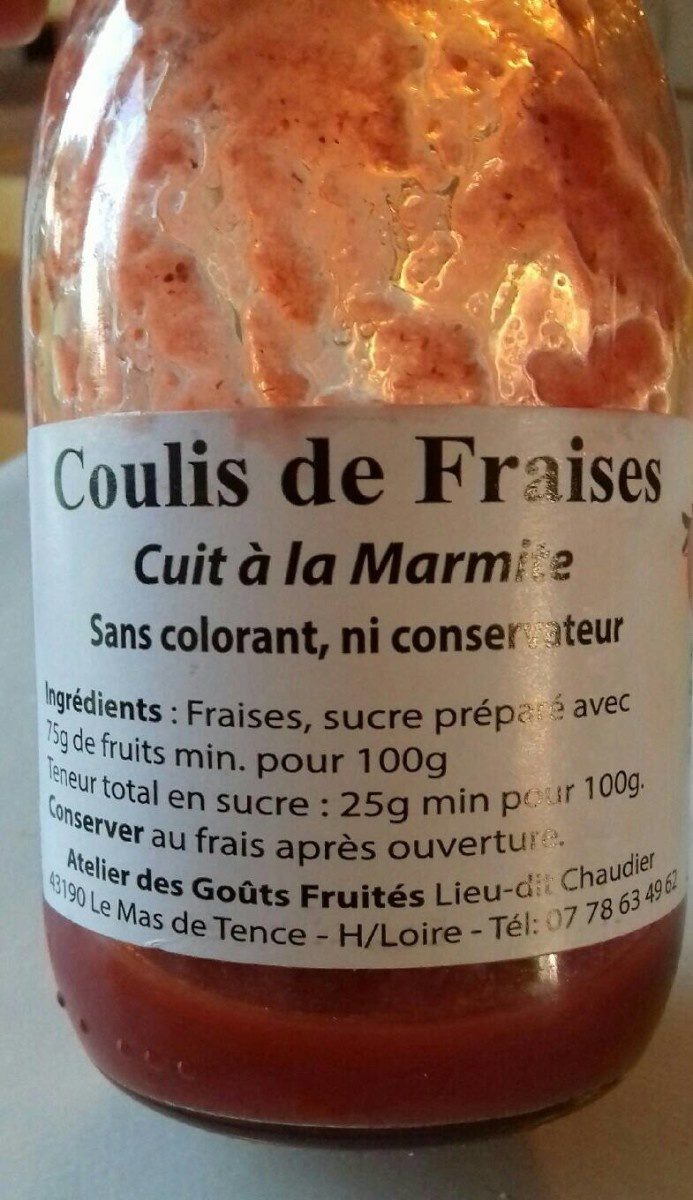 Coulis de Fraises
Cuit à la Marmite
Sans colorant, ni conservateur
Ingrédients : Fraises, sucre préparé avec
75g de fruits min. pour 100g
Teneur total en sucre : 25g min pour 100g.
Conserver au frais après ouverture.
Atelier des Goûts Fruités Lieu-dit Chaudier
43190 Le Mas de Tence - H/Loire - Tél: 07 78 63 49 62